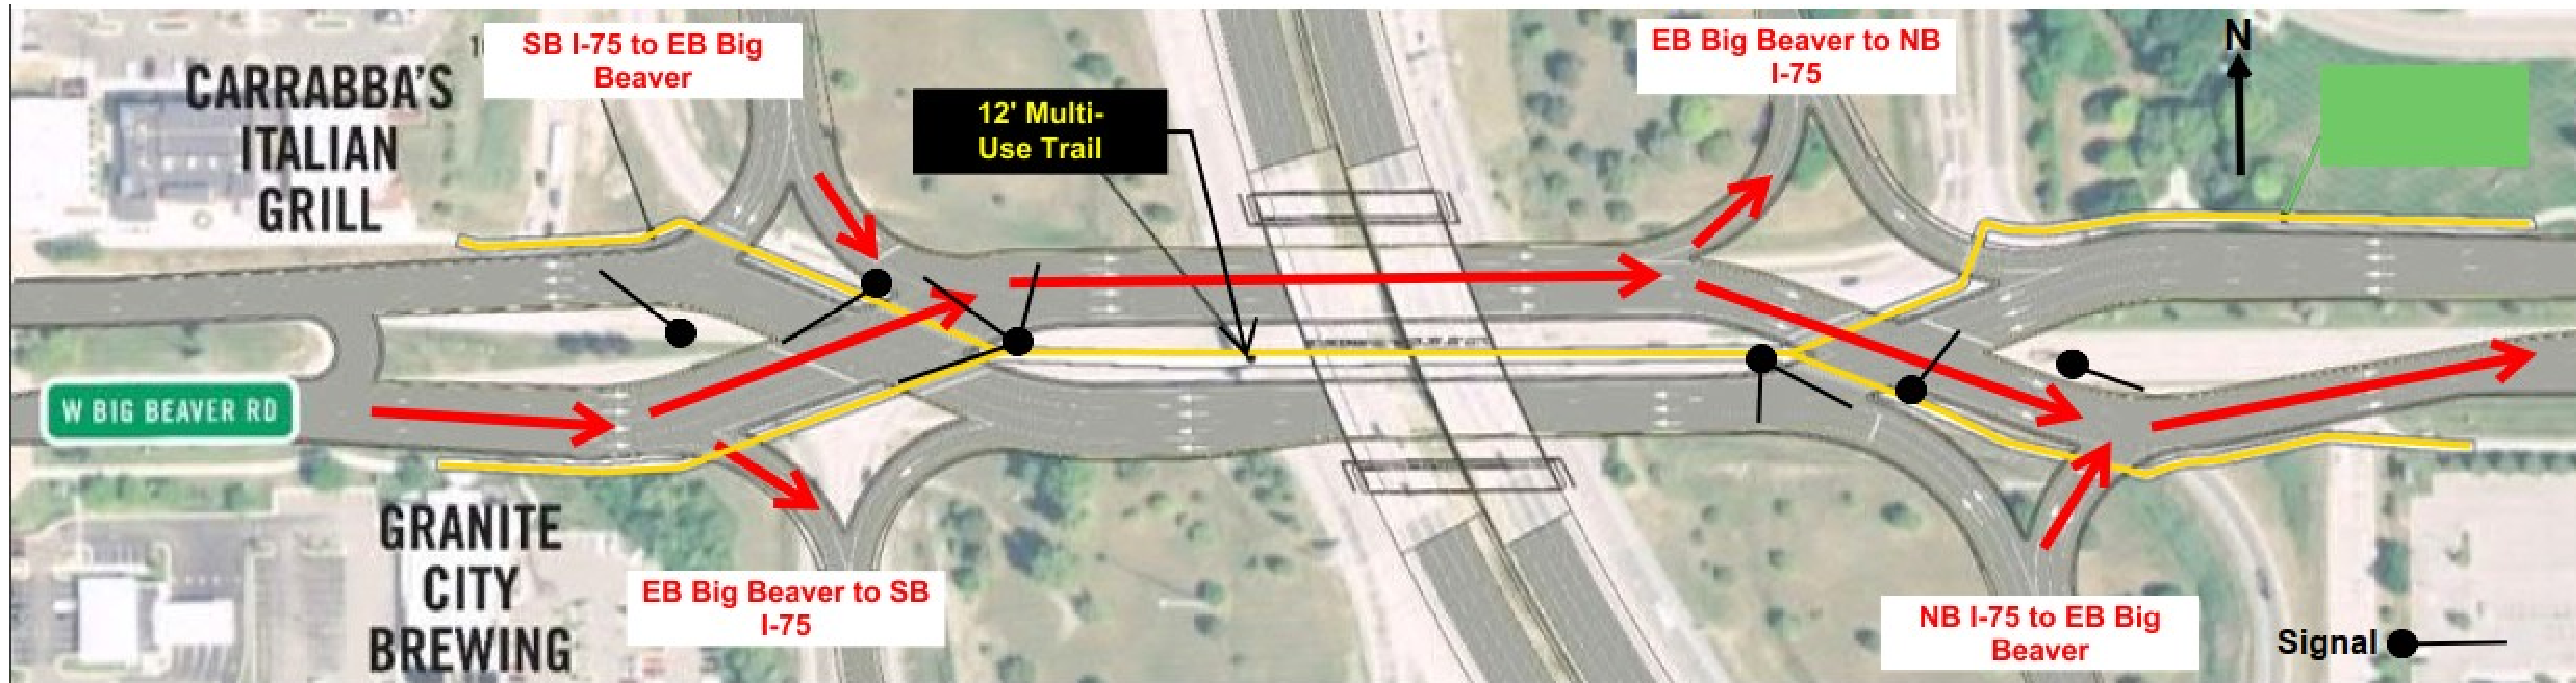 SB I-75 to EB Big
Beaver
CARRABBA'S
ITALIAN
GRILL
12' Multi-
Use Trail
EB Big Beaver to NB
I-75
N
W BIG BEAVER RD
GRANITE
CITY
BREWING
EB Big Beaver to SB
I-75
NB I-75 to EB Big
Beaver
Signal